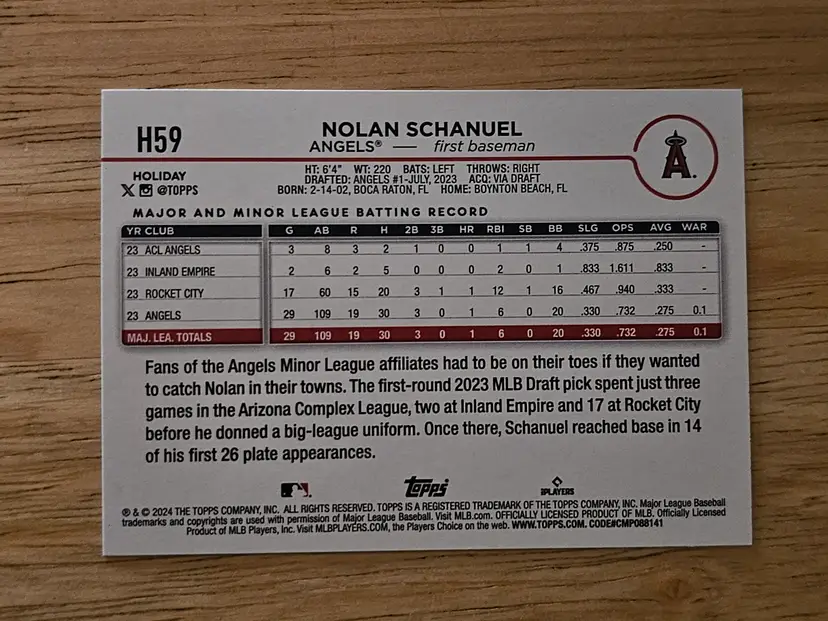 H59
NOLAN SCHANUEL
ANGELS® — first baseman
A
HOLIDAY
X @TOPPS
HT: 6'4" WT: 220 BATS: LEFT THROWS: RIGHT
DRAFTED: ANGELS #1-JULY, 2023 ACQ: VIA DRAFT
BORN: 2-14-02, BOCA RATON, FL HOME: BOYNTON BEACH, FL
MAJOR AND MINOR LEAGUE BATTING RECORD
YR CLUB G AB R H 2B 3B HR RBI SB BB SLG OPS AVG WAR
23 ACL ANGELS 3 8 3 2 1 0 0 1 1 4 .375 .875 .250 -
23 INLAND EMPIRE 2 6 2 5 0 0 0 2 0 1 .833 1.611 .833 -
23 ROCKET CITY 17 60 15 20 3 1 1 12 1 16 .467 .940 .333 -
23 ANGELS 29 109 19 30 3 0 1 6 0 20 .330 .732 .275 0.1
MAJ. LEA. TOTALS 29 109 19 30 3 0 1 6 0 20 .330 .732 .275 0.1
Fans of the Angels Minor League affiliates had to be on their toes if they wanted
to catch Nolan in their towns. The first-round 2023 MLB Draft pick spent just three
games in the Arizona Complex League, two at Inland Empire and 17 at Rocket City
before he donned a big-league uniform. Once there, Schanuel reached base in 14
of his first 26 plate appearances.
Topps
PLAYERS
® & © 2024 THE TOPPS COMPANY, INC. ALL RIGHTS RESERVED. TOPPS IS A REGISTERED TRADEMARK OF THE TOPPS COMPANY, INC. Major League Baseball
trademarks and copyrights are used with permission of Major League Baseball. Visit MLB.com. OFFICIALLY LICENSED PRODUCT OF MLB. Officially Licensed
Product of MLB Players, Inc. Visit MLBPLAYERS.COM, the Players Choice on the web. WWW.TOPPS.COM. CODE#CMP088141